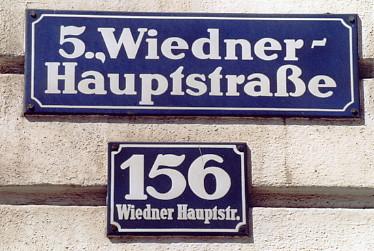 5., Wiedner-
Hauptstraße
156
Wiedner Hauptstr.